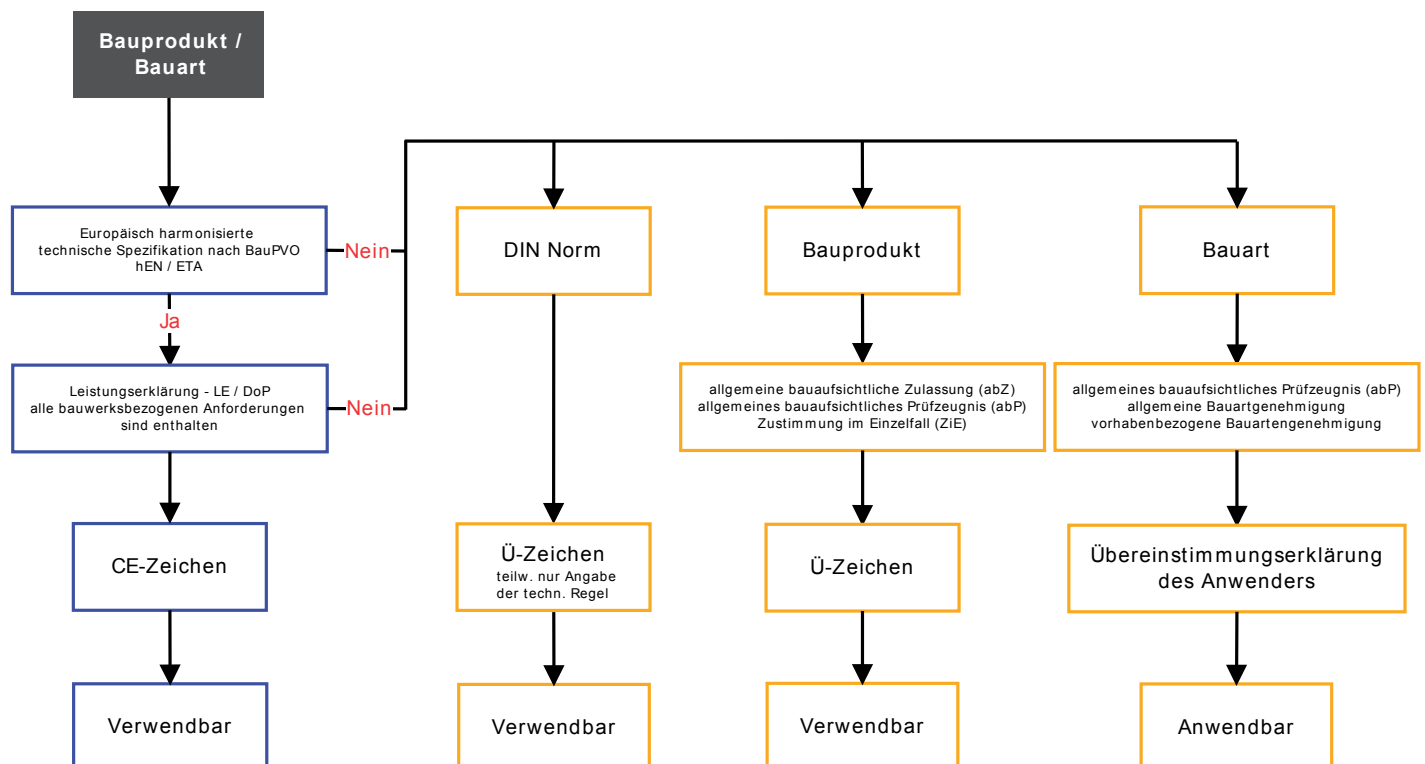 Bauprodukt /
Bauart
Europäisch harmonisierte
technische Spezifikation nach BauPVO
hEN / ETA
Nein
Ja
Leistungserklärung - LE / DoP
alle bauwerksbezogenen Anforderungen
sind enthalten
Nein
CE-Zeichen
Verwendbar
DIN Norm
Ü-Zeichen
teilw. nur Angabe
der techn. Regel
Verwendbar
Bauprodukt
allgemeine bauaufsichtliche Zulassung (abZ)
allgemeines bauaufsichtliches Prüfzeugnis (abP)
Zustimmung im Einzelfall (ZiE)
Ü-Zeichen
Verwendbar
Bauart
allgemeines bauaufsichtliches Prüfzeugnis (abP)
allgemeine Bauartgenehmigung
vorhabenbezogene Bauartengenehmigung
Übereinstimmungserklärung
des Anwenders
Anwendbar